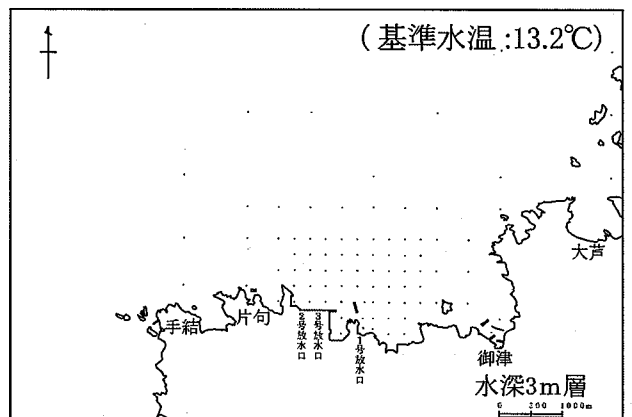 (基準水温:13.2℃)
大芦
手結
片句
2号放水口
3号放水口
1号放水口
御津
水深3m層
0 200 1000m